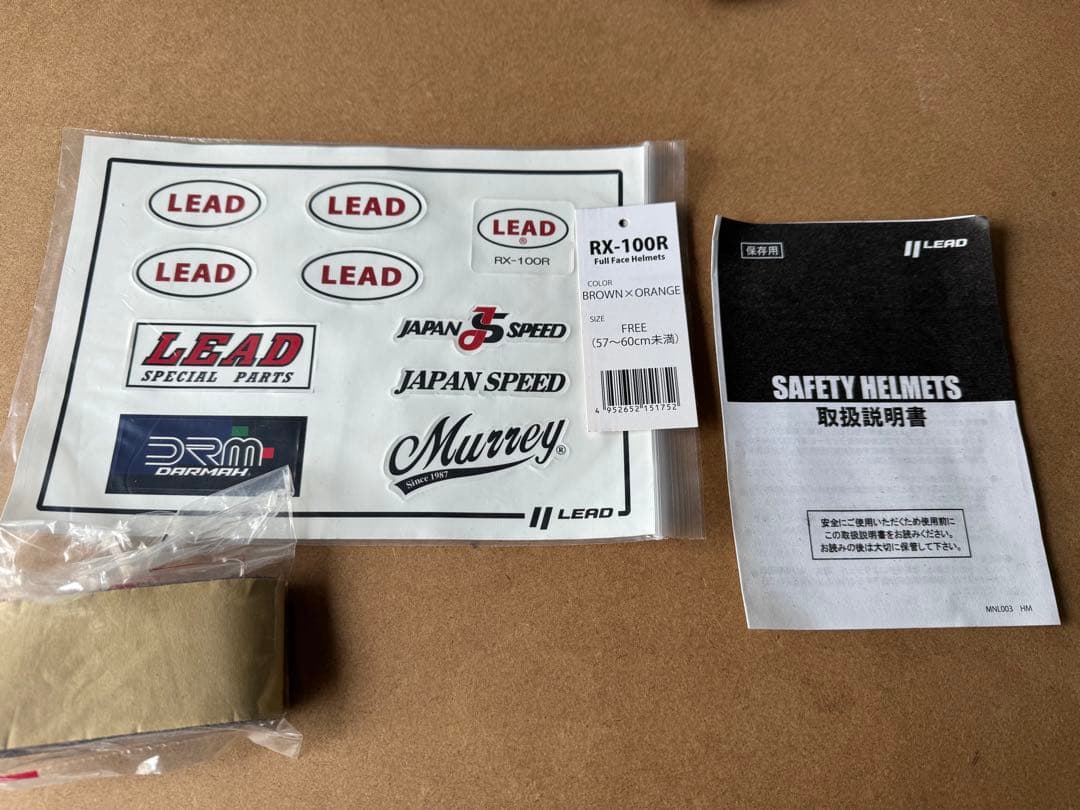 LEAD
LEAD
LEAD
®
RX-100R
LEAD
LEAD
LEAD
SPECIAL PARTS
JAPAN JS SPEED
JAPAN SPEED
DRM
DARMAH
Murrey®
Since 1987
LEAD
RX-100R
Full Face Helmets
COLOR
BROWN×ORANGE
SIZE
FREE
(57〜60cm未満)
4 952652 151752
保存用
LEAD
SAFETY HELMETS
取扱説明書
安全にご使用いただくため使用前に
この取扱説明書をお読みください。
お読みの後は大切に保管して下さい。
MNL003 HM